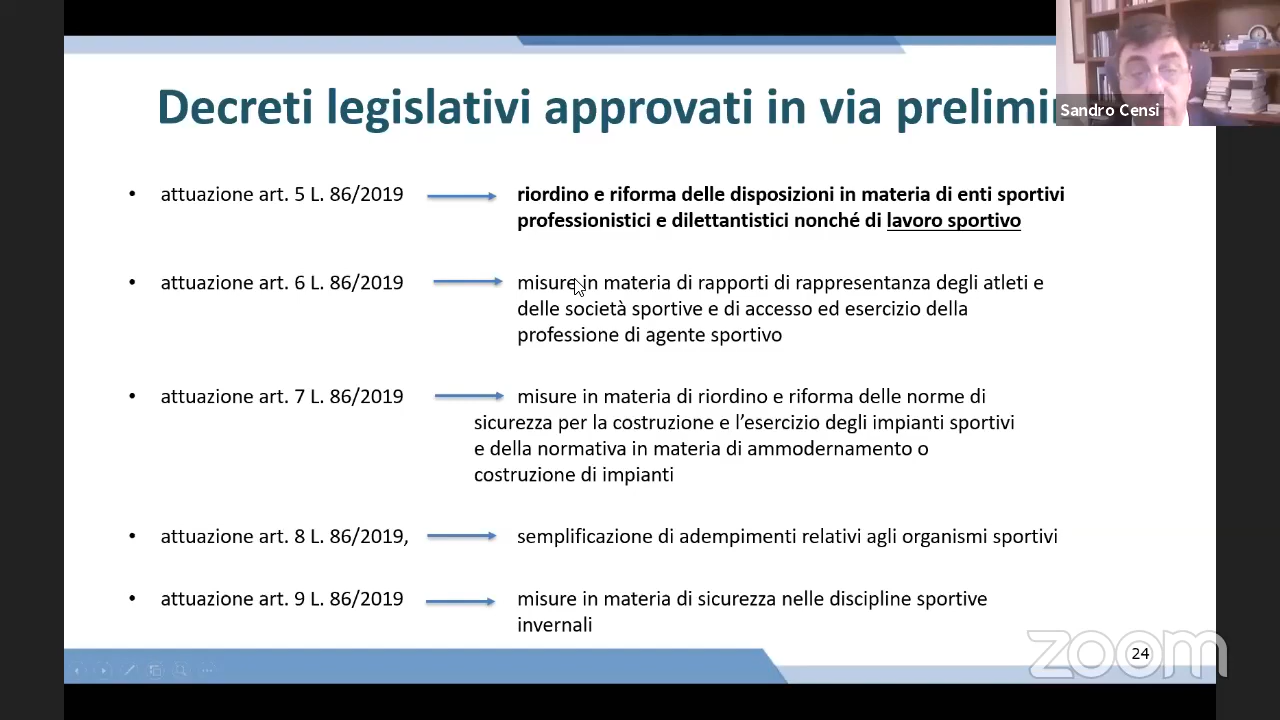 Decreti legislativi approvati in via prelimi
Sandro Censi
• attuazione art. 5 L. 86/2019 riordino e riforma delle disposizioni in materia di enti sportivi
professionistici e dilettantistici nonché di lavoro sportivo
• attuazione art. 6 L. 86/2019 misure in materia di rapporti di rappresentanza degli atleti e
delle società sportive e di accesso ed esercizio della
professione di agente sportivo
• attuazione art. 7 L. 86/2019 misure in materia di riordino e riforma delle norme di
sicurezza per la costruzione e l’esercizio degli impianti sportivi
e della normativa in materia di ammodernamento o
costruzione di impianti
• attuazione art. 8 L. 86/2019, semplificazione di adempimenti relativi agli organismi sportivi
• attuazione art. 9 L. 86/2019 misure in materia di sicurezza nelle discipline sportive
invernali
zoom
24